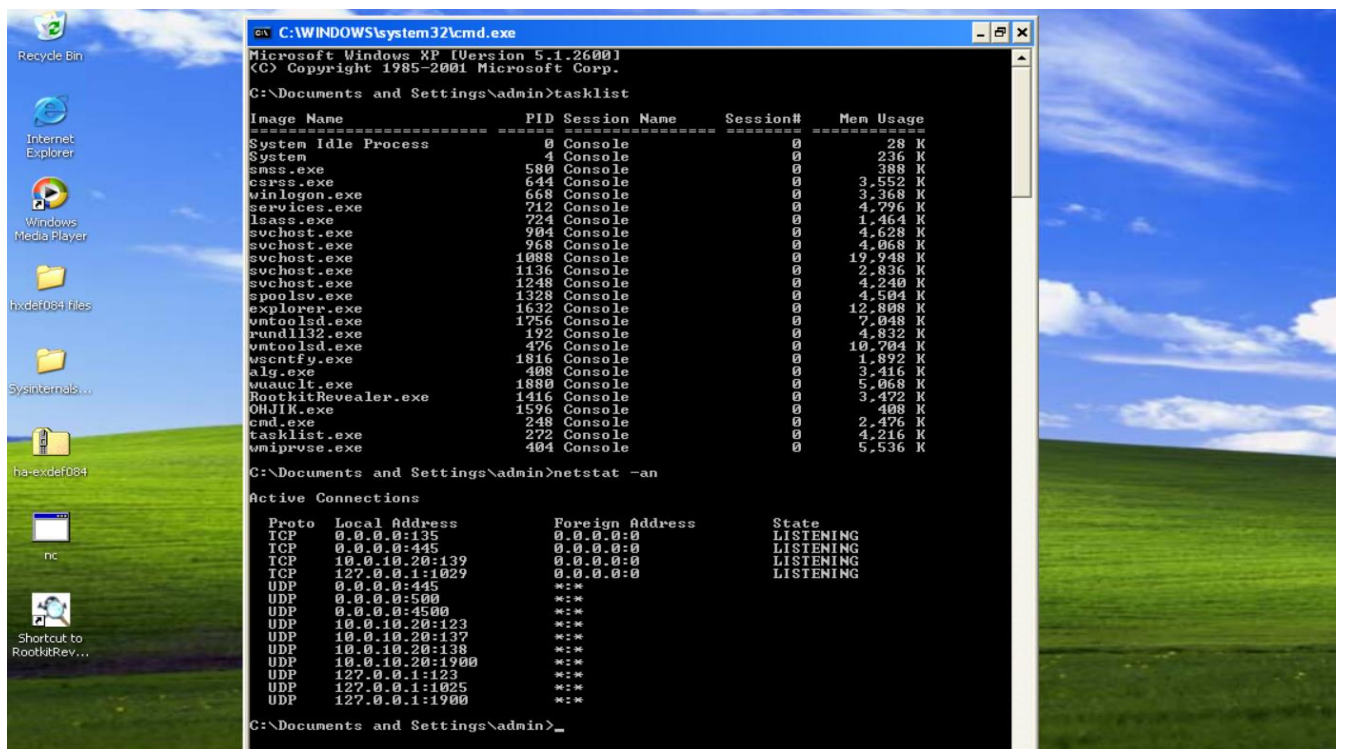 Recycle Bin
Internet
Explorer
Windows
Media Player
hxdef084 files
Sysinternals...
ha-exdef084
nc
Shortcut to
RootkitRev...
C:\WINDOWS\system32\cmd.exe
Microsoft Windows XP [Version 5.1.2600]
(C) Copyright 1985-2001 Microsoft Corp.
C:\Documents and Settings\admin>tasklist
Image Name PID Session Name Session# Mem Usage
========================= ====== ================ ======== ============
System Idle Process 0 Console 0 28 K
System 4 Console 0 236 K
smss.exe 580 Console 0 388 K
csrss.exe 644 Console 0 3,552 K
winlogon.exe 668 Console 0 3,368 K
services.exe 712 Console 0 4,796 K
lsass.exe 724 Console 0 1,464 K
svchost.exe 904 Console 0 4,628 K
svchost.exe 968 Console 0 4,068 K
svchost.exe 1088 Console 0 19,948 K
svchost.exe 1136 Console 0 2,836 K
svchost.exe 1248 Console 0 4,240 K
spoolsv.exe 1328 Console 0 4,504 K
explorer.exe 1632 Console 0 12,808 K
vmtoolsd.exe 1756 Console 0 7,048 K
rundll32.exe 192 Console 0 4,832 K
vmtoolsd.exe 476 Console 0 10,704 K
wscntfy.exe 1816 Console 0 1,892 K
alg.exe 408 Console 0 3,416 K
wuauclt.exe 1880 Console 0 5,068 K
RootkitRevealer.exe 1416 Console 0 3,472 K
OHJIK.exe 1596 Console 0 408 K
cmd.exe 248 Console 0 2,476 K
tasklist.exe 272 Console 0 4,216 K
wmiprvse.exe 404 Console 0 5,536 K
C:\Documents and Settings\admin>netstat -an
Active Connections
Proto Local Address Foreign Address State
TCP 0.0.0.0:135 0.0.0.0:0 LISTENING
TCP 0.0.0.0:445 0.0.0.0:0 LISTENING
TCP 10.0.10.20:139 0.0.0.0:0 LISTENING
TCP 127.0.0.1:1029 0.0.0.0:0 LISTENING
UDP 0.0.0.0:445 *:*
UDP 0.0.0.0:500 *:*
UDP 0.0.0.0:4500 *:*
UDP 10.0.10.20:123 *:*
UDP 10.0.10.20:137 *:*
UDP 10.0.10.20:138 *:*
UDP 10.0.10.20:1900 *:*
UDP 127.0.0.1:123 *:*
UDP 127.0.0.1:1025 *:*
UDP 127.0.0.1:1900 *:*
C:\Documents and Settings\admin>_